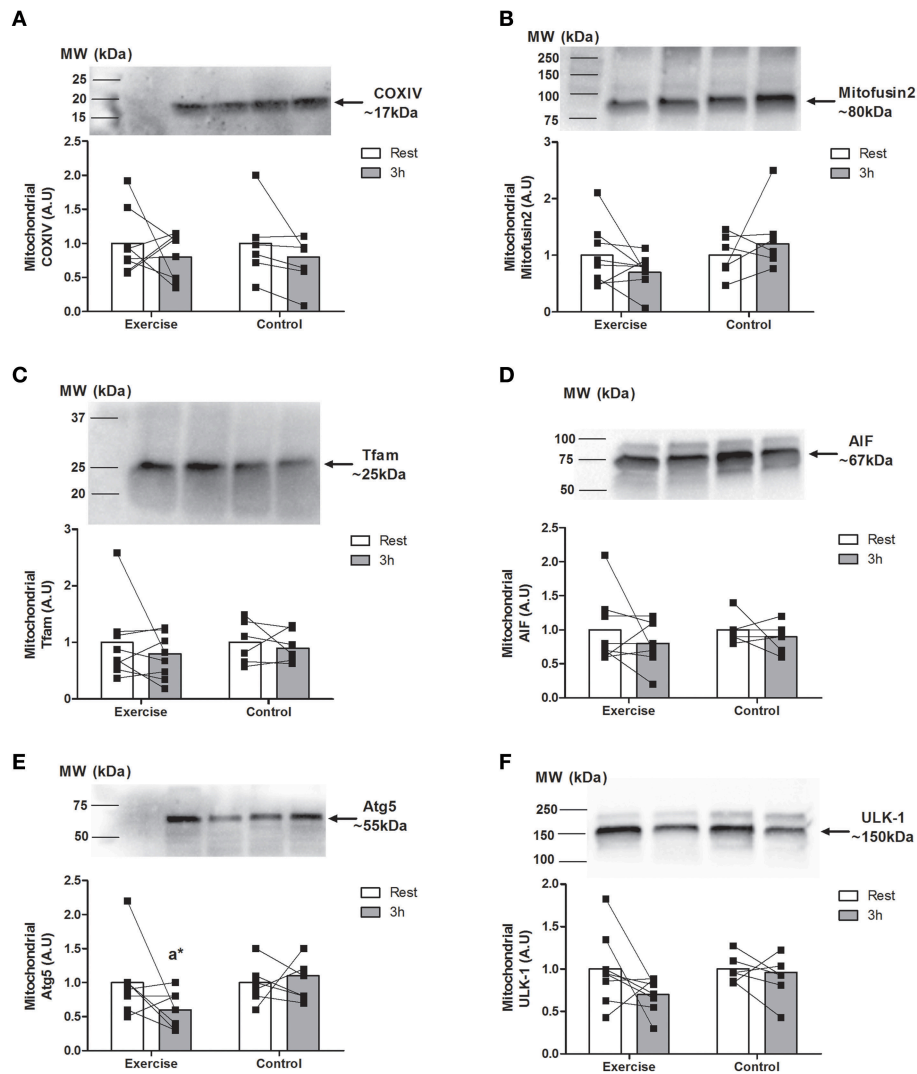 A
MW (kDa)
25
20
15
COXIV
~17kDa
Mitochondrial
COXIV (A.U)
2.5
2.0
1.5
1.0
0.5
0.0
Rest
3h
Exercise
Control
B
MW (kDa)
250
150
100
75
Mitofusin2
~80kDa
Mitochondrial
Mitofusin2 (A.U)
3
2
1
0
Rest
3h
Exercise
Control
C
MW (kDa)
37
25
20
Tfam
~25kDa
Mitochondrial
Tfam (A.U)
3
2
1
0
Rest
3h
Exercise
Control
D
MW (kDa)
100
75
50
AIF
~67kDa
Mitochondrial
AIF (A.U)
2.5
2.0
1.5
1.0
0.5
0.0
Rest
3h
Exercise
Control
E
MW (kDa)
75
50
Atg5
~55kDa
Mitochondrial
Atg5 (A.U)
2.5
2.0
1.5
1.0
0.5
0.0
a*
Rest
3h
Exercise
Control
F
MW (kDa)
250
150
100
ULK-1
~150kDa
Mitochondrial
ULK-1 (A.U)
2.0
1.5
1.0
0.5
0.0
Rest
3h
Exercise
Control